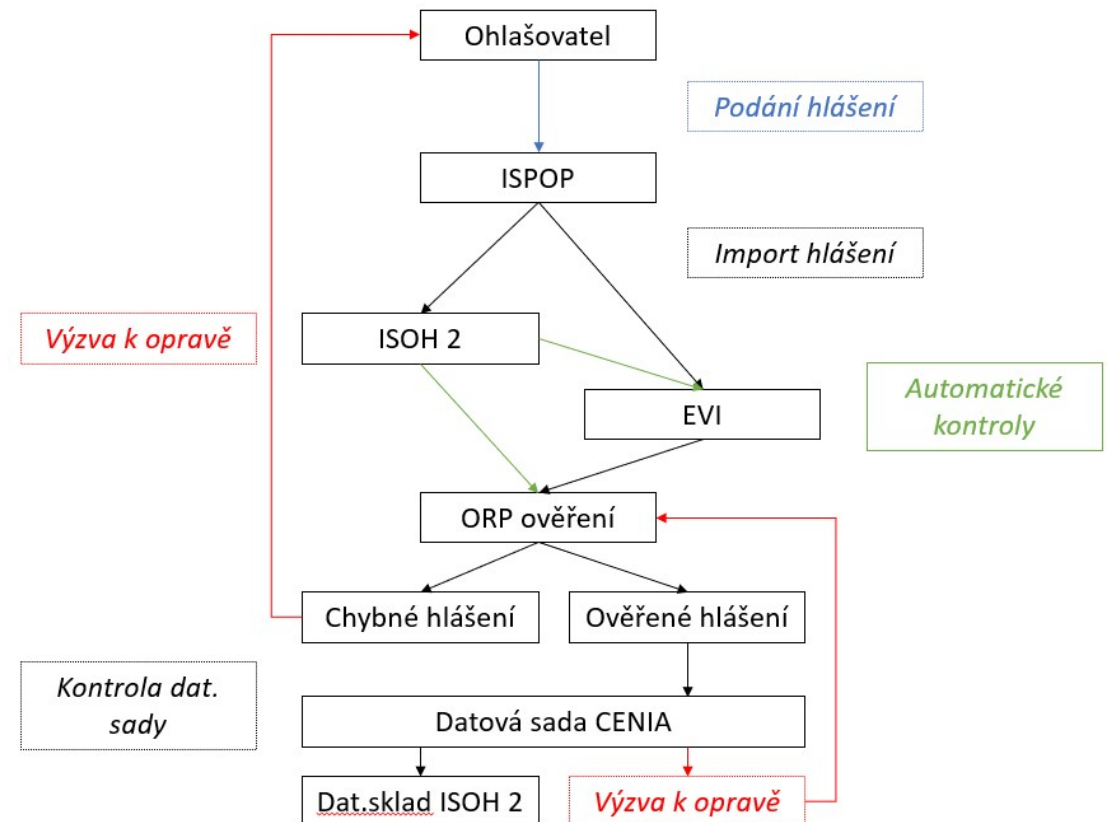 Ohlašovatel
Podání hlášení
ISPOP
Import hlášení
Výzva k opravě
ISOH 2
Automatické
kontroly
EVI
ORP ověření
Chybné hlášení
Ověřené hlášení
Kontrola dat.
sady
Datová sada CENIA
Dat.sklad ISOH 2
Výzva k opravě